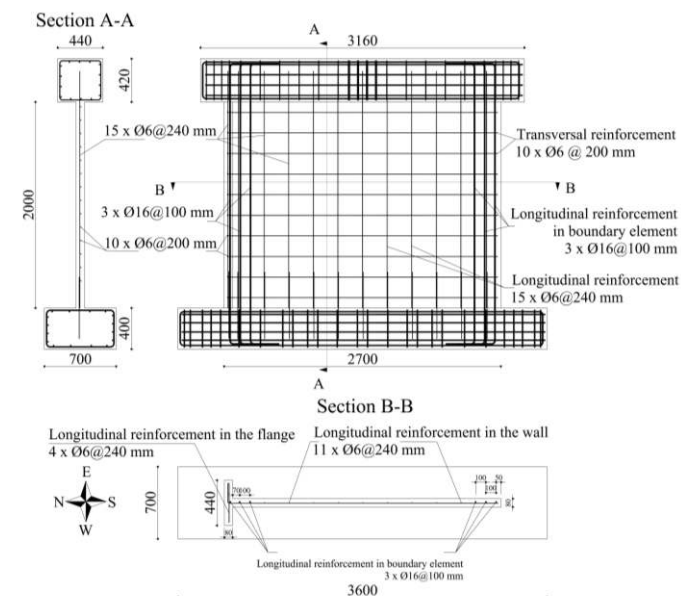 Section A-A
440
420
2000
400
700
A
3160
15 x Ø6@240 mm
B
3 x Ø16@100 mm
10 x Ø6@200 mm
Transversal reinforcement
10 x Ø6 @ 200 mm
B
Longitudinal reinforcement
in boundary element
3 x Ø16@100 mm
Longitudinal reinforcement
15 x Ø6@240 mm
2700
A
Section B-B
Longitudinal reinforcement in the flange
4 x Ø6@240 mm
Longitudinal reinforcement in the wall
11 x Ø6@240 mm
E
N
S
W
700
440
80
100
50
100
80
Longitudinal reinforcement in boundary element
3 x Ø16@100 mm
3600